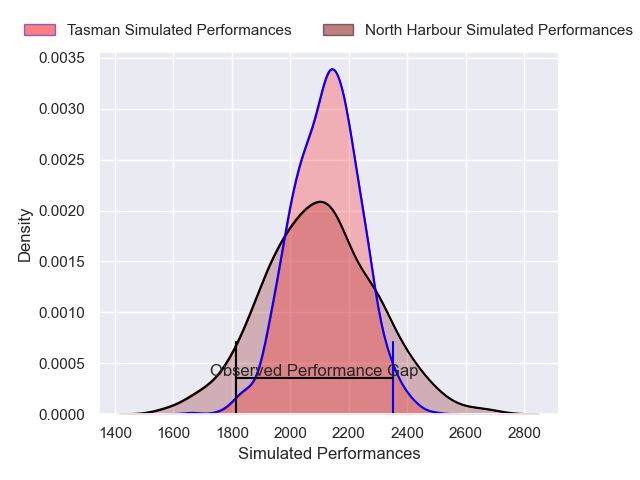 Tasman Simulated Performances
North Harbour Simulated Performances
0.0035
0.0030
0.0025
0.0020
0.0015
0.0010
0.0005
0.0000
Density
Observed Performance Gap
1400 1600 1800 2000 2200 2400 2600 2800
Simulated Performances